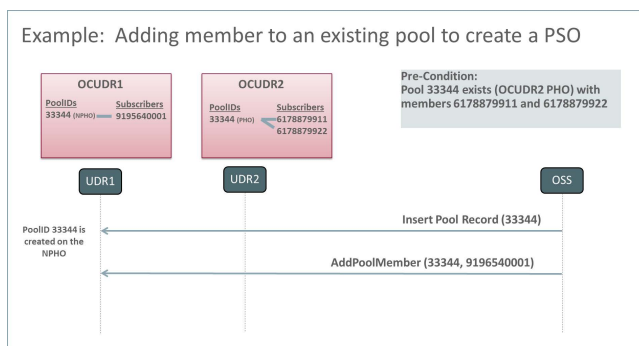 Example: Adding member to an existing pool to create a PSO
OCUDR1
PoolIDs Subscribers
33344 (NPHO) 9195640001
OCUDR2
PoolIDs Subscribers
33344 (PHO) 6178879911
6178879922
Pre-Condition:
Pool 33344 exists (OCUDR2 PHO) with
members 6178879911 and 6178879922
UDR1
UDR2
OSS
PoolID 33344 is
created on the
NPHO
Insert Pool Record (33344)
AddPoolMember (33344, 9196540001)